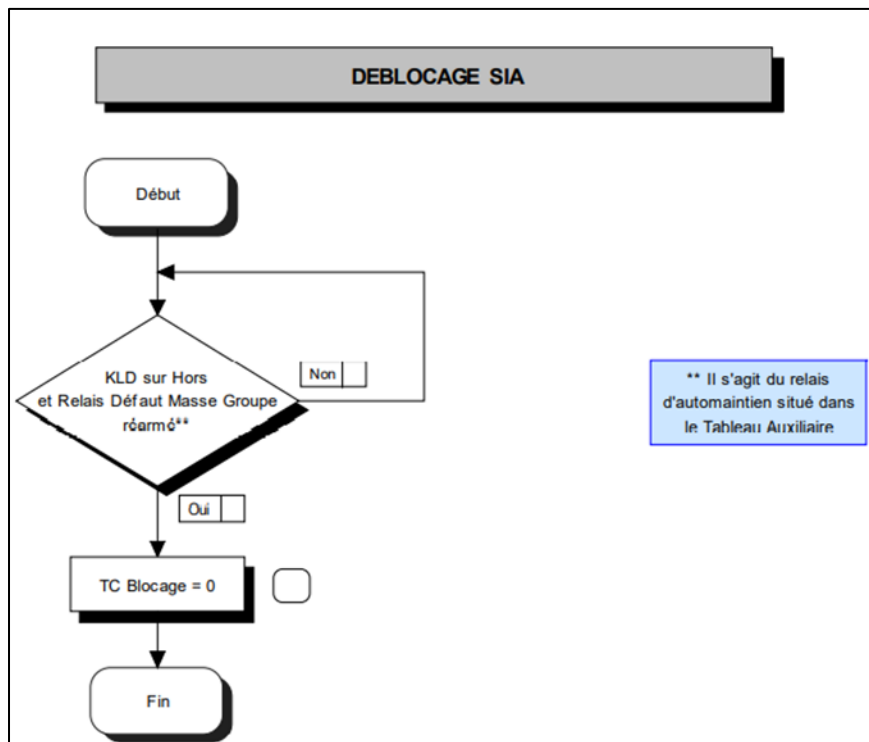 DEBLOCAGE SIA
Début
KLD sur Hors
et Relais Défaut Masse Groupe
réarmé**
Non
** Il s'agit du relais
d'automaintien situé dans
le Tableau Auxiliaire
Oui
TC Blocage = 0
Fin